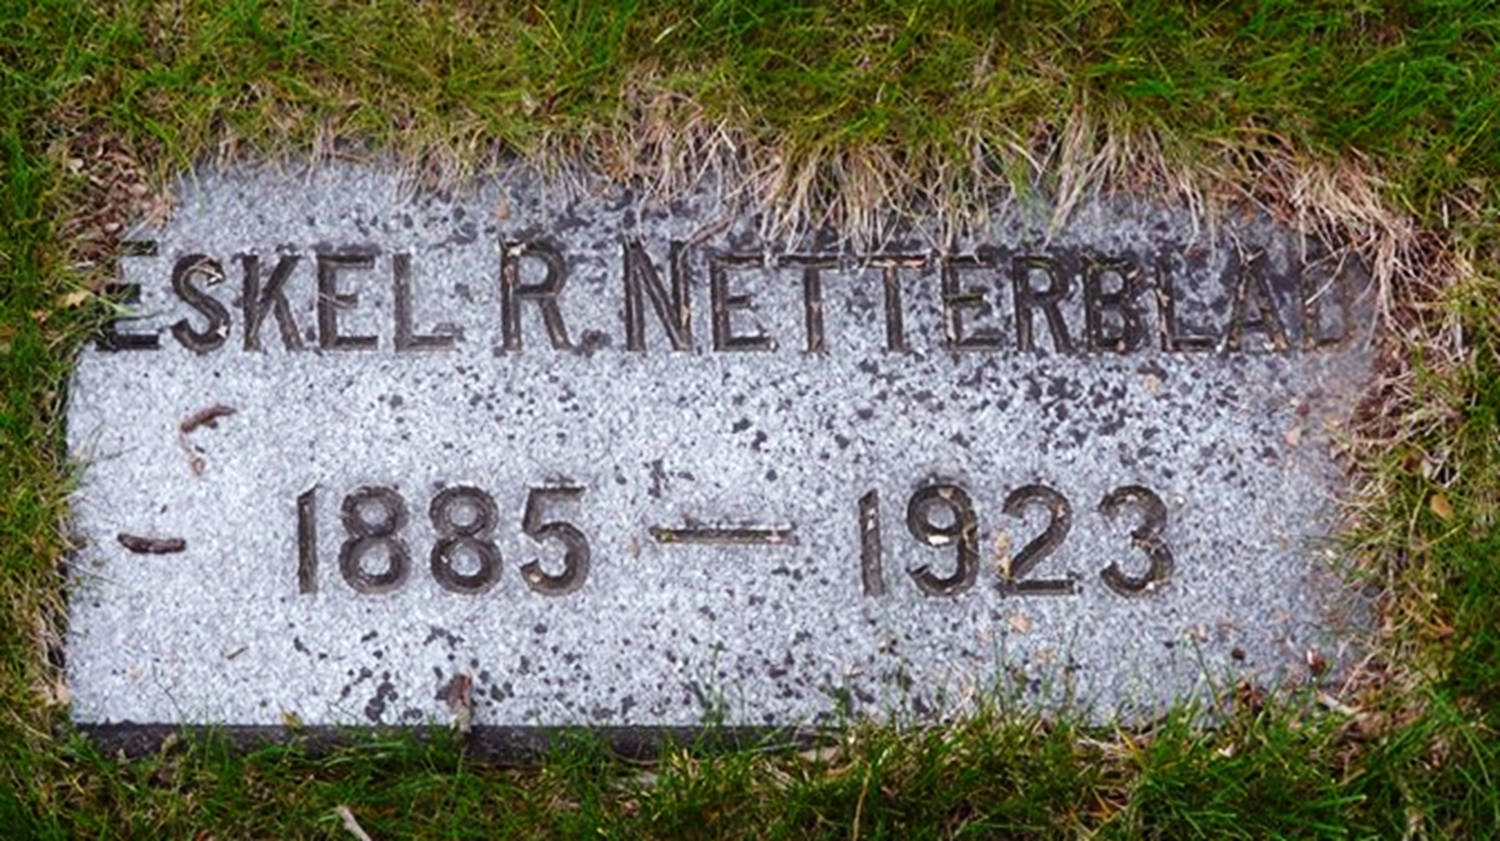 ESKEL R. NETTERBLAD
1885 — 1923